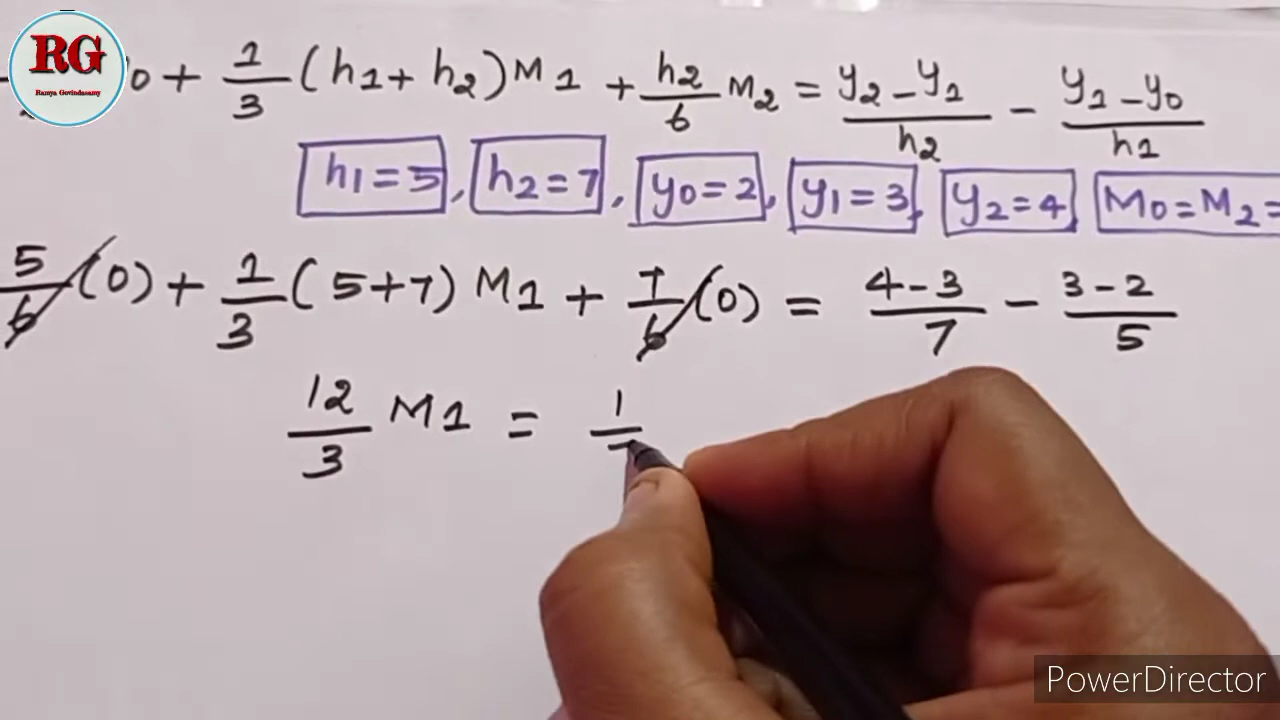 RG
Ramya Govindasamy
0 + 1/3 (h1 + h2) M1 + h2/6 M2 = y2 - y1/h2 - y1 - y0/h1
h1 = 5, h2 = 7, y0 = 2, y1 = 3, y2 = 4, M0 = M2 =
5/6 (0) + 1/3 (5+7) M1 + 7/6 (0) = 4-3/7 - 3-2/5
12/3 M1 = 1/
PowerDirector